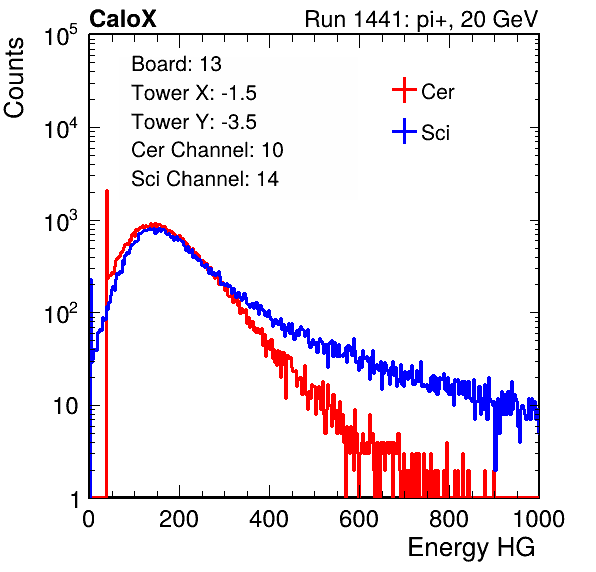 CaloX Run 1441: pi+, 20 GeV
Counts
Board: 13
Tower X: -1.5
Tower Y: -3.5
Cer Channel: 10
Sci Channel: 14
Cer
Sci
10^5
10^4
10^3
10^2
10
1
0 200 400 600 800 1000
Energy HG